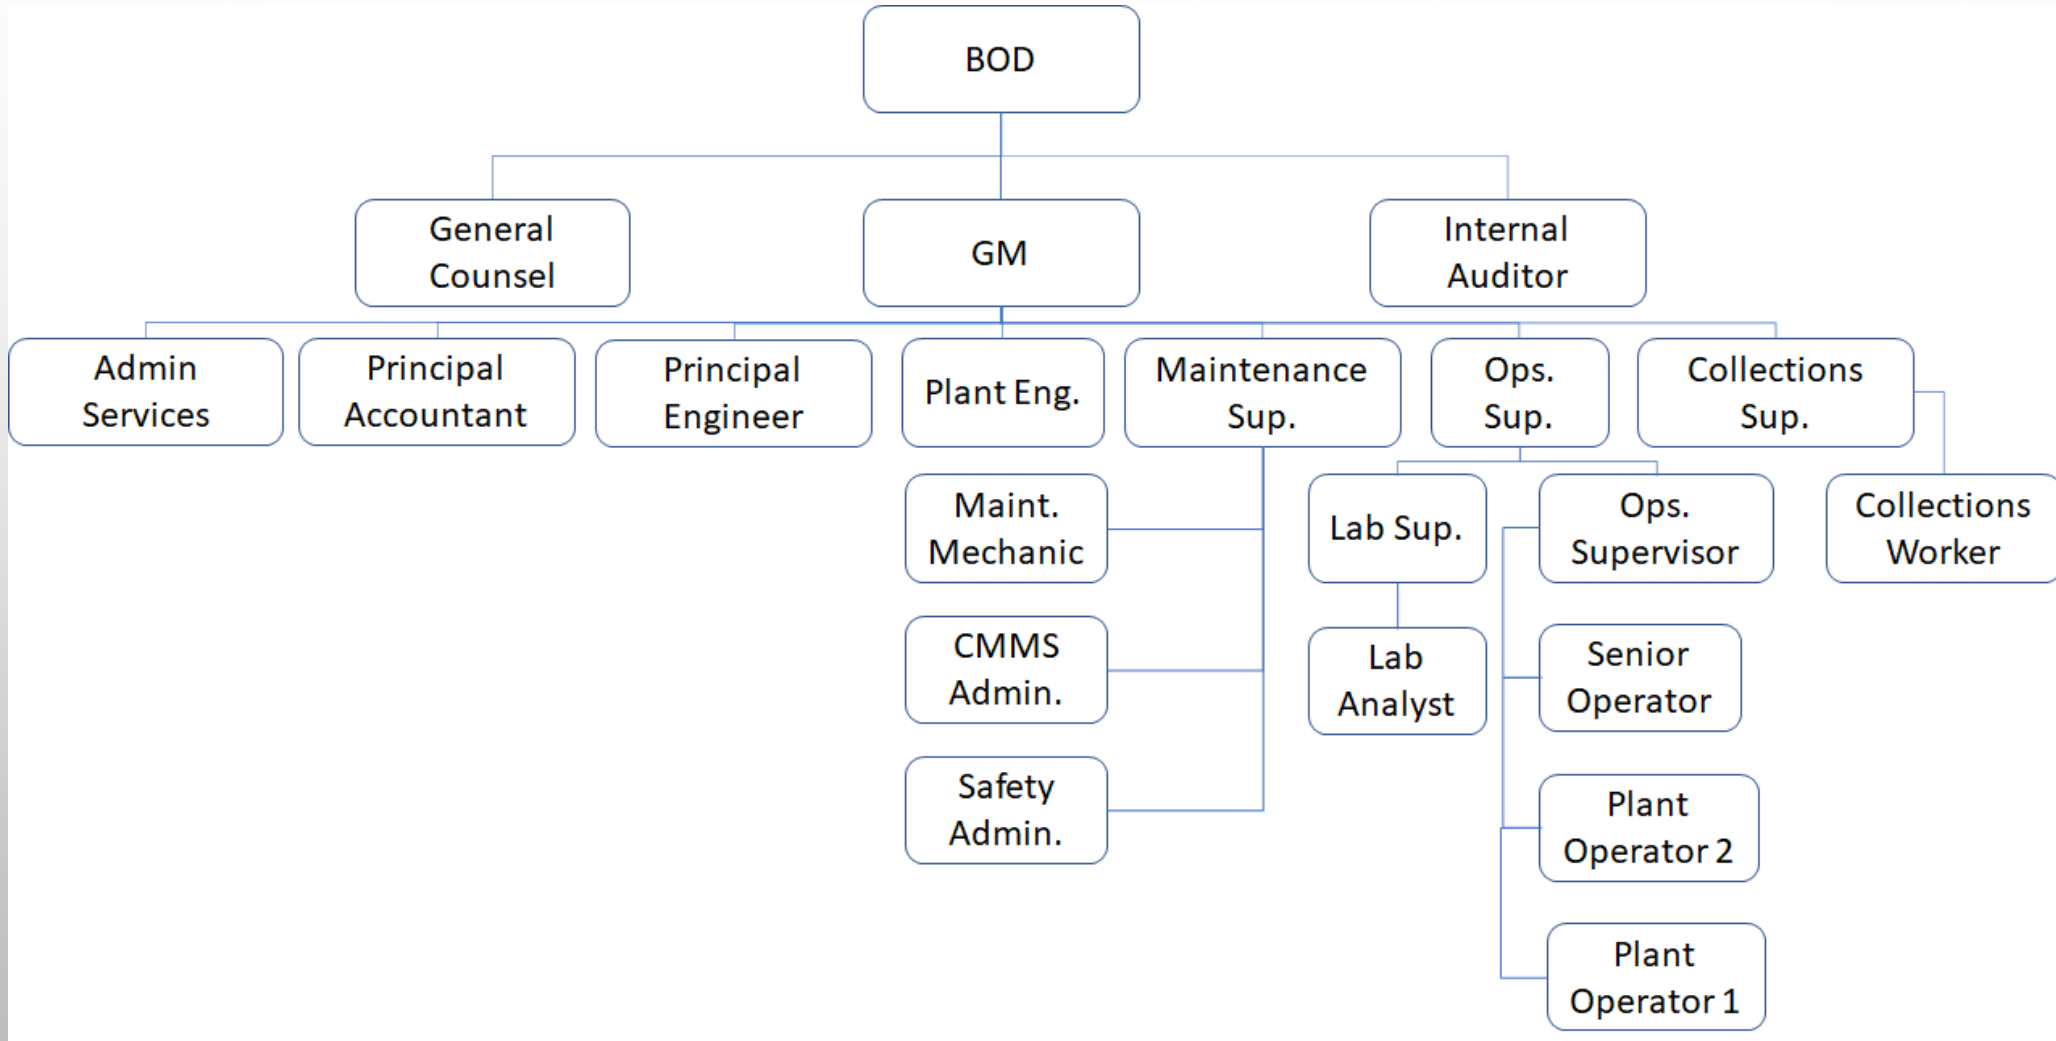 BOD
General
Counsel
GM
Internal
Auditor
Admin
Services
Principal
Accountant
Principal
Engineer
Plant Eng.
Maintenance
Sup.
Ops.
Sup.
Collections
Sup.
Maint.
Mechanic
Lab Sup.
Ops.
Supervisor
Collections
Worker
CMMS
Admin.
Lab
Analyst
Senior
Operator
Safety
Admin.
Plant
Operator 2
Plant
Operator 1